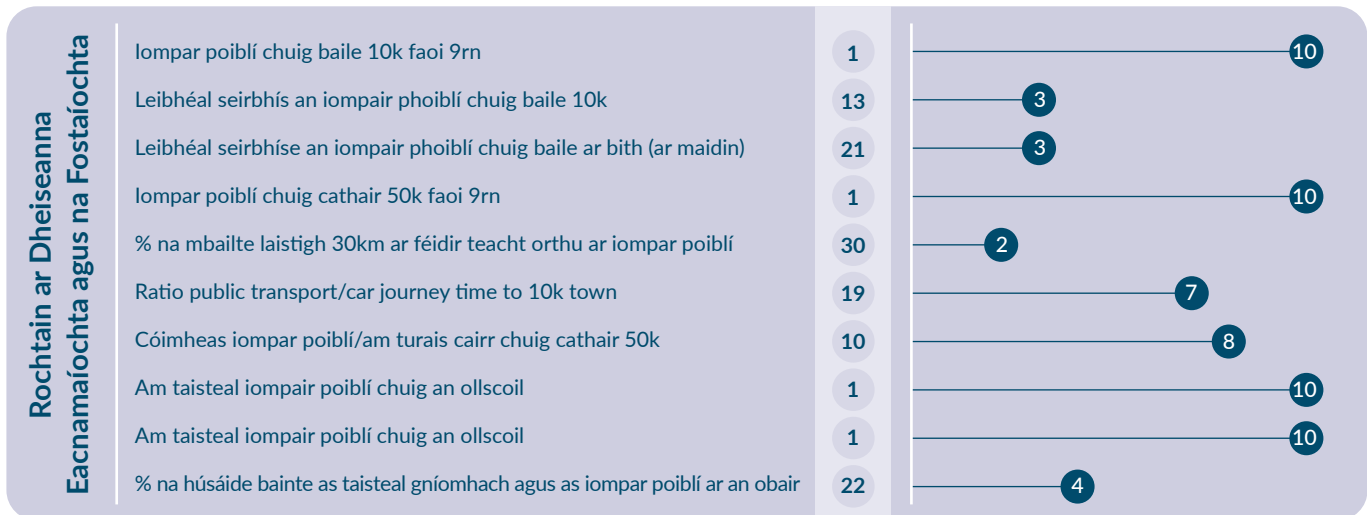 Rochtain ar Dheiseanna
Eacnamaíochta agus na Fostaíochta
Iompar poiblí chuig baile 10k faoi 9rn 1 10
Leibhéal seirbhís an iompair phoiblí chuig baile 10k 13 3
Leibhéal seirbhíse an iompair phoiblí chuig baile ar bith (ar maidin) 21 3
Iompar poiblí chuig cathair 50k faoi 9rn 1 10
% na mbailte laistigh 30km ar féidir teacht orthu ar iompar poiblí 30 2
Ratio public transport/car journey time to 10k town 19 7
Cóimheas iompar poiblí/am turais cairr chuig cathair 50k 10 8
Am taisteal iompair poiblí chuig an ollscoil 1 10
Am taisteal iompair poiblí chuig an ollscoil 1 10
% na húsáide bainte as taisteal gníomhach agus as iompar poiblí ar an obair 22 4